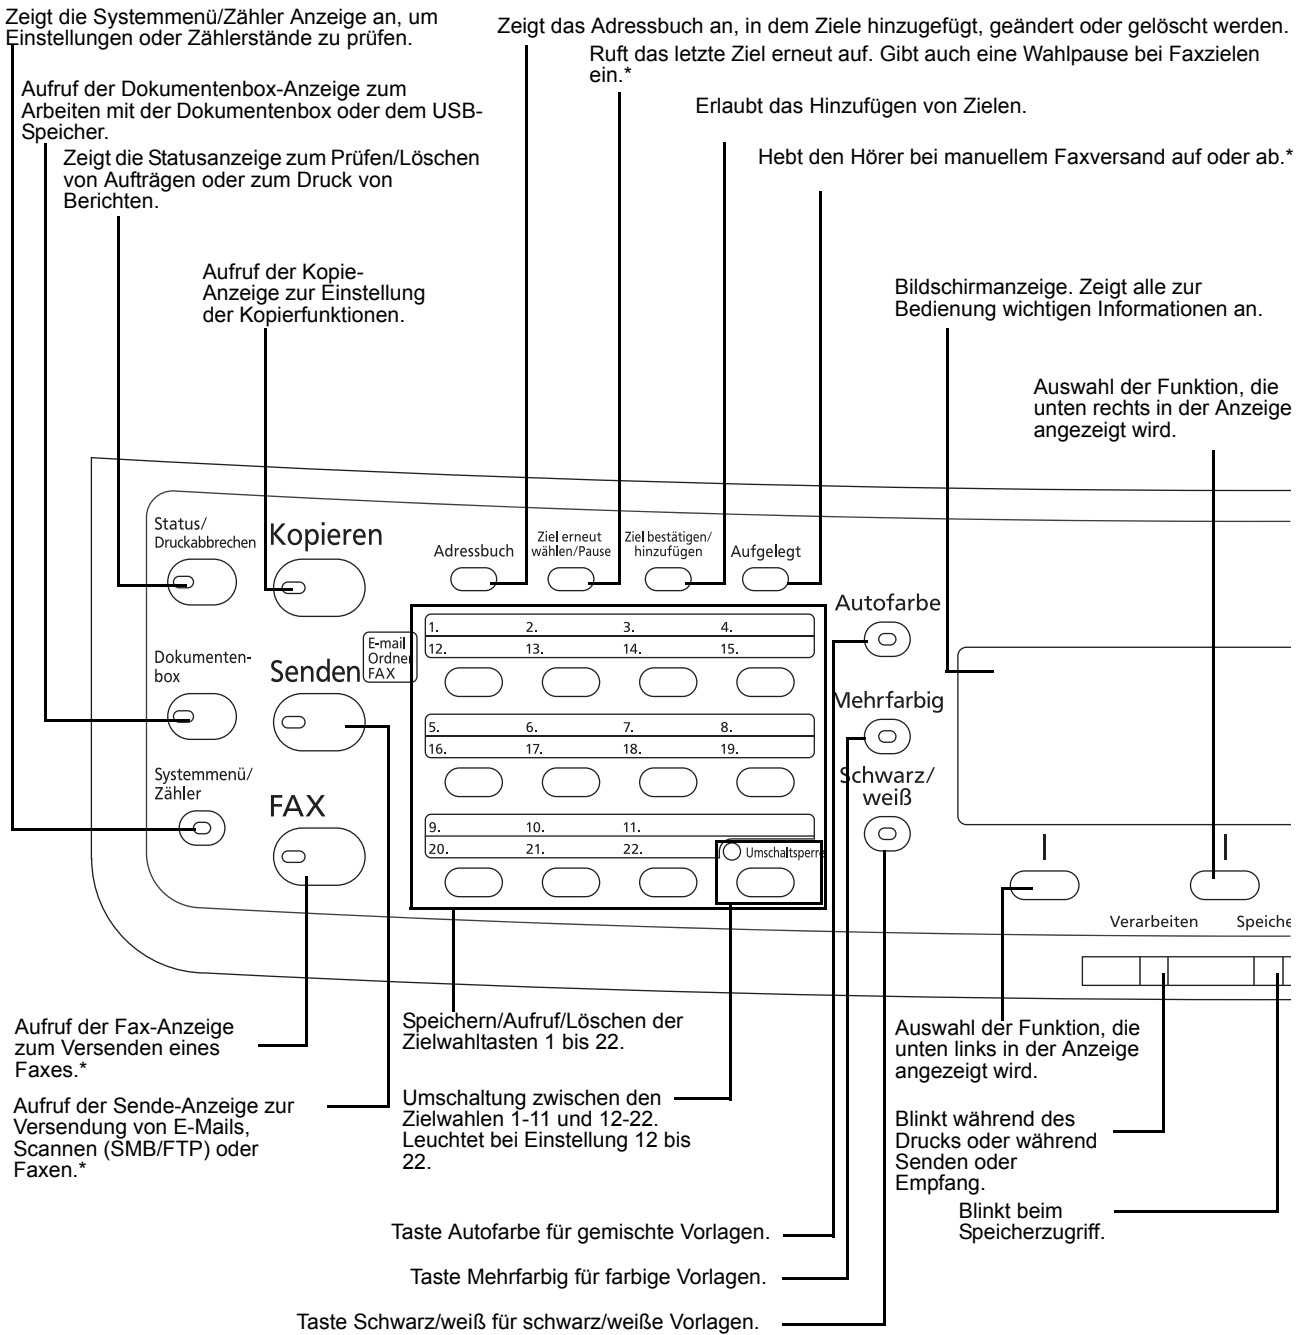 Zeigt die Systemmenü/Zähler Anzeige an, um
Einstellungen oder Zählerstände zu prüfen.
Zeigt das Adressbuch an, in dem Ziele hinzugefügt, geändert oder gelöscht werden.
Ruft das letzte Ziel erneut auf. Gibt auch eine Wahlpause bei Faxzielen
ein.*
Aufruf der Dokumentenbox-Anzeige zum
Arbeiten mit der Dokumentenbox oder dem USB-
Speicher.
Erlaubt das Hinzufügen von Zielen.
Zeigt die Statusanzeige zum Prüfen/Löschen
von Aufträgen oder zum Druck von
Berichten.
Hebt den Hörer bei manuellem Faxversand auf oder ab.*
Aufruf der Kopie-
Anzeige zur Einstellung
der Kopierfunktionen.
Bildschirmanzeige. Zeigt alle zur
Bedienung wichtigen Informationen an.
Auswahl der Funktion, die
unten rechts in der Anzeige
angezeigt wird.
Status/
Druckabbrechen
Kopieren
Adressbuch
Ziel erneut
wählen/Pause
Ziel bestätigen/
hinzufügen
Aufgelegt
Autofarbe
1. 2. 3. 4.
12. 13. 14. 15.
E-mail
Ordner
FAX
Dokumenten-
box
Senden
Mehrfarbig
5. 6. 7. 8.
16. 17. 18. 19.
Systemmenü/
Zähler
FAX
Schwarz/
weiß
9. 10. 11.
20. 21. 22.
Umschaltsperre
Verarbeiten
Speiche
Aufruf der Fax-Anzeige
zum Versenden eines
Faxes.*
Speichern/Aufruf/Löschen der
Zielwahltasten 1 bis 22.
Auswahl der Funktion, die
unten links in der Anzeige
angezeigt wird.
Aufruf der Sende-Anzeige zur
Versendung von E-Mails,
Scannen (SMB/FTP) oder
Faxen.*
Umschaltung zwischen den
Zielwahlen 1-11 und 12-22.
Leuchtet bei Einstellung 12 bis
22.
Blinkt während des
Drucks oder während
Senden oder
Empfang.
Blinkt beim
Speicherzugriff.
Taste Autofarbe für gemischte Vorlagen.
Taste Mehrfarbig für farbige Vorlagen.
Taste Schwarz/weiß für schwarz/weiße Vorlagen.